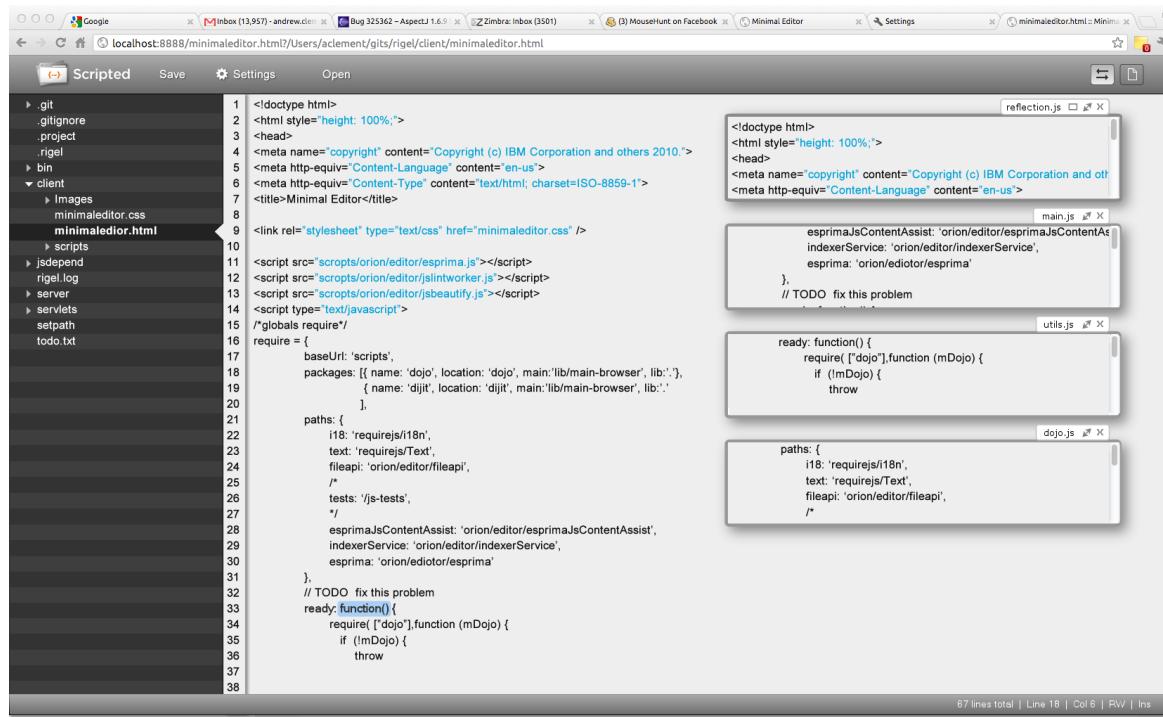 Google
Inbox (13,957) - andrew.clem
Bug 325362 – AspectJ 1.6.9
Zimbra: Inbox (3501)
(3) MouseHunt on Facebook
Minimal Editor
Settings
minimaleditor.html :: Minima
localhost:8888/minimaleditor.html?/Users/aclement/gits/rigel/client/minimaleditor.html
Scripted Save Settings Open
.git
.gitignore
.project
.rigel
bin
client
Images
minimaleditor.css
minimaledior.html
scripts
jsdepend
rigel.log
server
servlets
setpath
todo.txt
1 <!doctype html>
2 <html style="height: 100%;">
3 <head>
4 <meta name="copyright" content="Copyright (c) IBM Corporation and others 2010.">
5 <meta http-equiv="Content-Language" content="en-us">
6 <meta http-equiv="Content-Type" content="text/html; charset=ISO-8859-1">
7 <title>Minimal Editor</title>
8
9 <link rel="stylesheet" type="text/css" href="minimaleditor.css" />
10
11 <script src="scropts/orion/editor/esprima.js"></script>
12 <script src="scropts/orion/editor/jslintworker.js"></script>
13 <script src="scropts/orion/editor/jsbeautify.js"></script>
14 <script type="text/javascript">
15 /*globals require*/
16 require = {
17 baseUrl: ‘scripts’,
18 packages: [{ name: ‘dojo’, location: ‘dojo’, main:’lib/main-browser’, lib:’.’},
19 { name: ‘dijit’, location: ‘dijit’, main:’lib/main-browser’, lib:’.’
20 ],
21 paths: {
22 i18: ‘requirejs/i18n’,
23 text: ‘requirejs/Text’,
24 fileapi: ‘orion/editor/fileapi’,
25 /*
26 tests: ‘/js-tests’,
27 */
28 esprimaJsContentAssist: ‘orion/editor/esprimaJsContentAssist’,
29 indexerService: ‘orion/editor/indexerService’,
30 esprima: ‘orion/ediotor/esprima’
31 },
32 // TODO fix this problem
33 ready: function() {
34 require( ["dojo"],function (mDojo) {
35 if (!mDojo) {
36 throw
37
38
reflection.js
<!doctype html>
<html style="height: 100%;">
<head>
<meta name="copyright" content="Copyright (c) IBM Corporation and oth
<meta http-equiv="Content-Language" content="en-us">
main.js
esprimaJsContentAssist: ‘orion/editor/esprimaJsContentAs
indexerService: ‘orion/editor/indexerService’,
esprima: ‘orion/ediotor/esprima’
},
// TODO fix this problem
utils.js
ready: function() {
require( ["dojo"],function (mDojo) {
if (!mDojo) {
throw
dojo.js
paths: {
i18: ‘requirejs/i18n’,
text: ‘requirejs/Text’,
fileapi: ‘orion/editor/fileapi’,
/*
67 lines total | Line 18 | Col 6 | RW | Ins